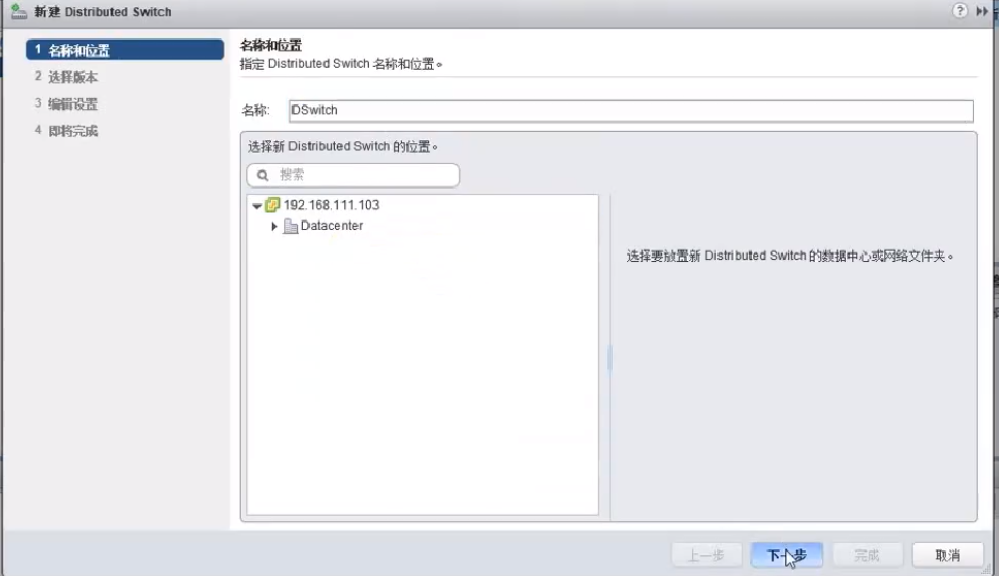 新建 Distributed Switch
1 名称和位置
2 选择版本
3 编辑设置
4 即将完成
名称和位置
指定 Distributed Switch 名称和位置。
名称: DSwitch
选择新 Distributed Switch 的位置。
搜索
192.168.111.103
Datacenter
选择要放置新 Distributed Switch 的数据中心或网络文件夹。
上一步 下一步 完成 取消